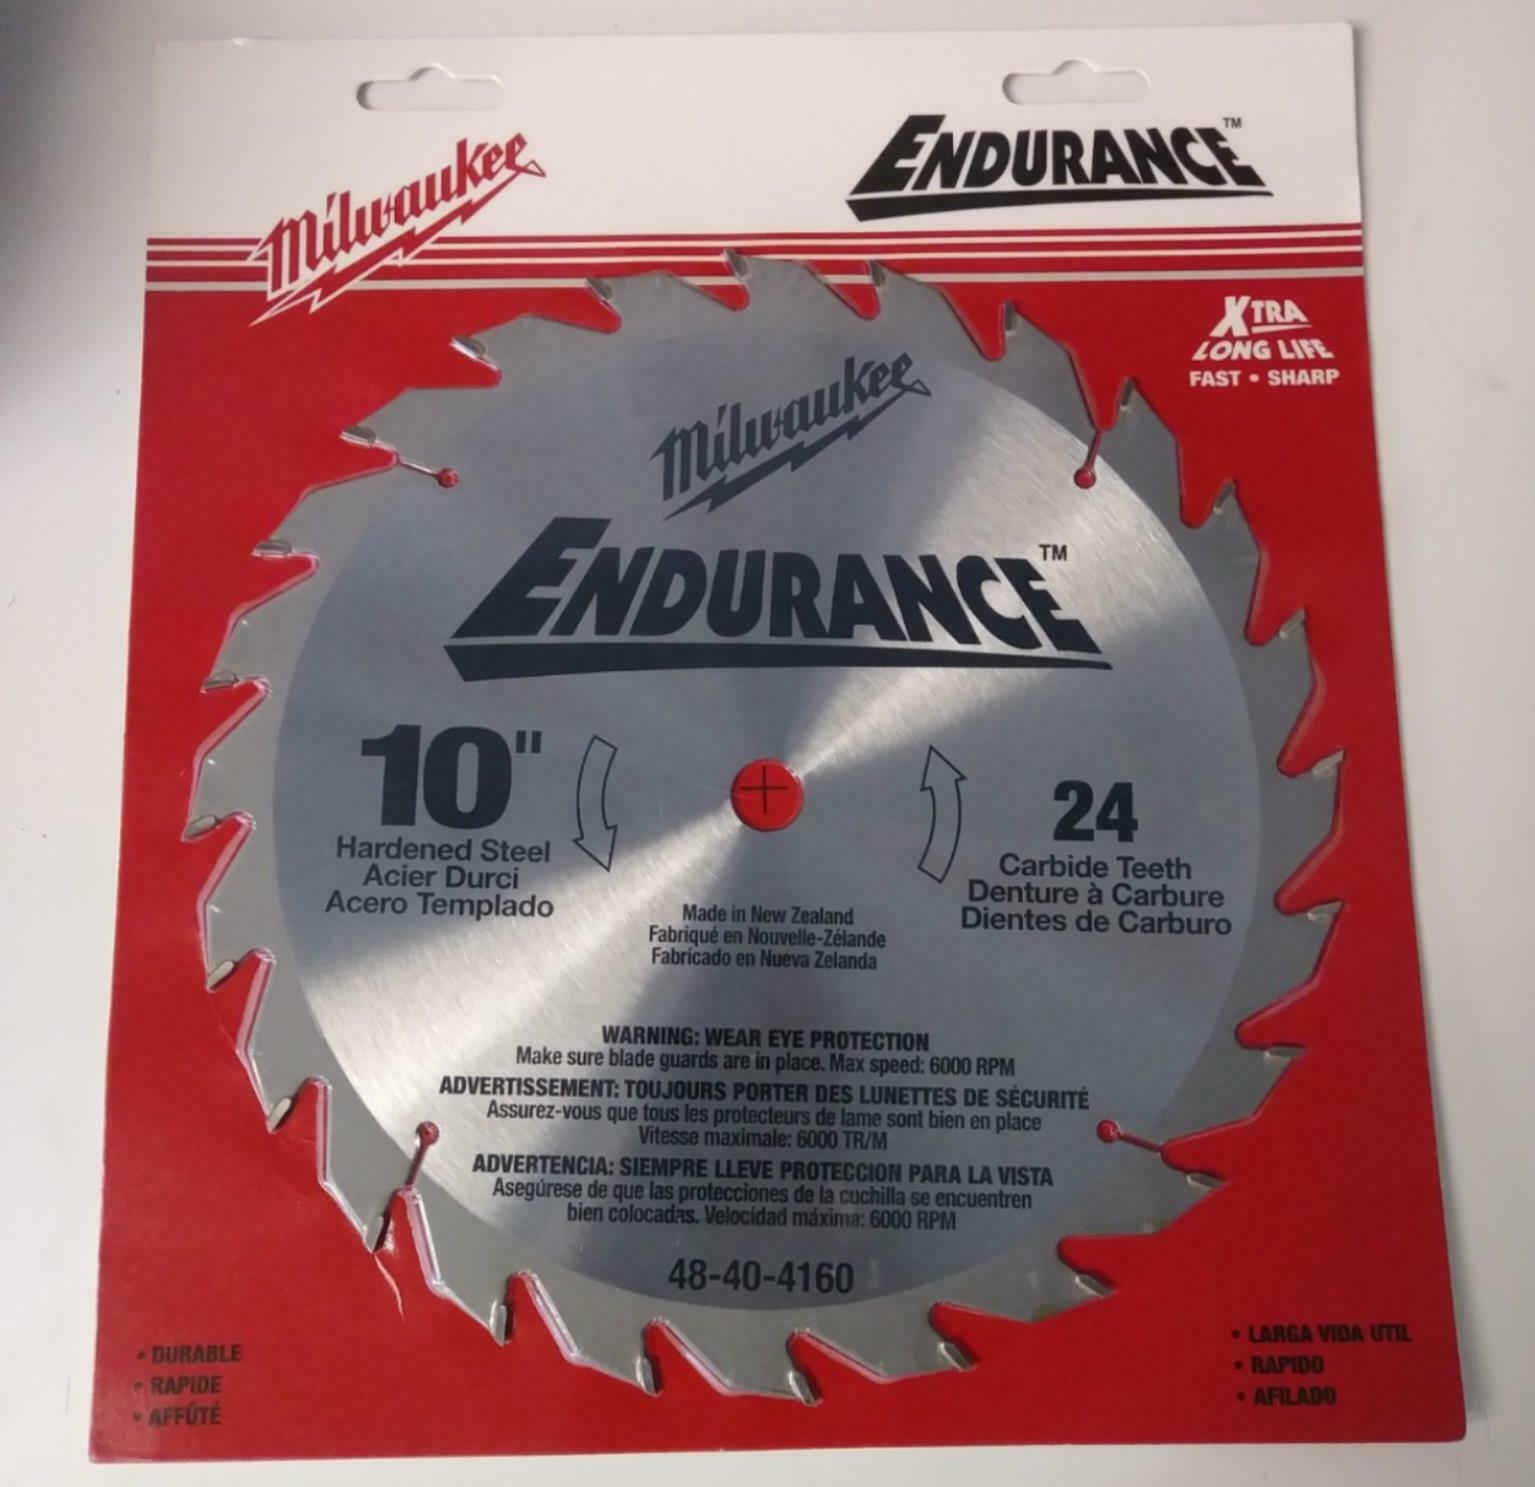 Milwaukee
ENDURANCE™
XTRA
LONG LIFE
FAST • SHARP
Milwaukee
ENDURANCE™
10"
Hardened Steel
Acier Durci
Acero Templado
24
Carbide Teeth
Denture à Carbure
Dientes de Carburo
Made in New Zealand
Fabriqué en Nouvelle-Zélande
Fabricado en Nueva Zelanda
WARNING: WEAR EYE PROTECTION
Make sure blade guards are in place. Max speed: 6000 RPM
ADVERTISSEMENT: TOUJOURS PORTER DES LUNETTES DE SÉCURITÉ
Assurez-vous que tous les protecteurs de lame sont bien en place
Vitesse maximale: 6000 TR/M
ADVERTENCIA: SIEMPRE LLEVE PROTECCION PARA LA VISTA
Asegúrese de que las protecciones de la cuchilla se encuentren
bien colocadas. Velocidad máxima: 6000 RPM
48-40-4160
• DURABLE
• RAPIDE
• AFFÛTÉ
• LARGA VIDA UTIL
• RAPIDO
• AFILADO